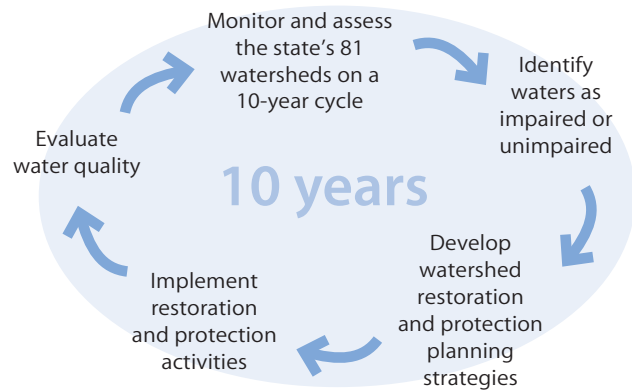 Monitor and assess
the state's 81
watersheds on a
10-year cycle
Identify
waters as
impaired or
unimpaired
Develop
watershed
restoration
and protection
planning
strategies
Implement
restoration
and protection
activities
Evaluate
water quality
10 years